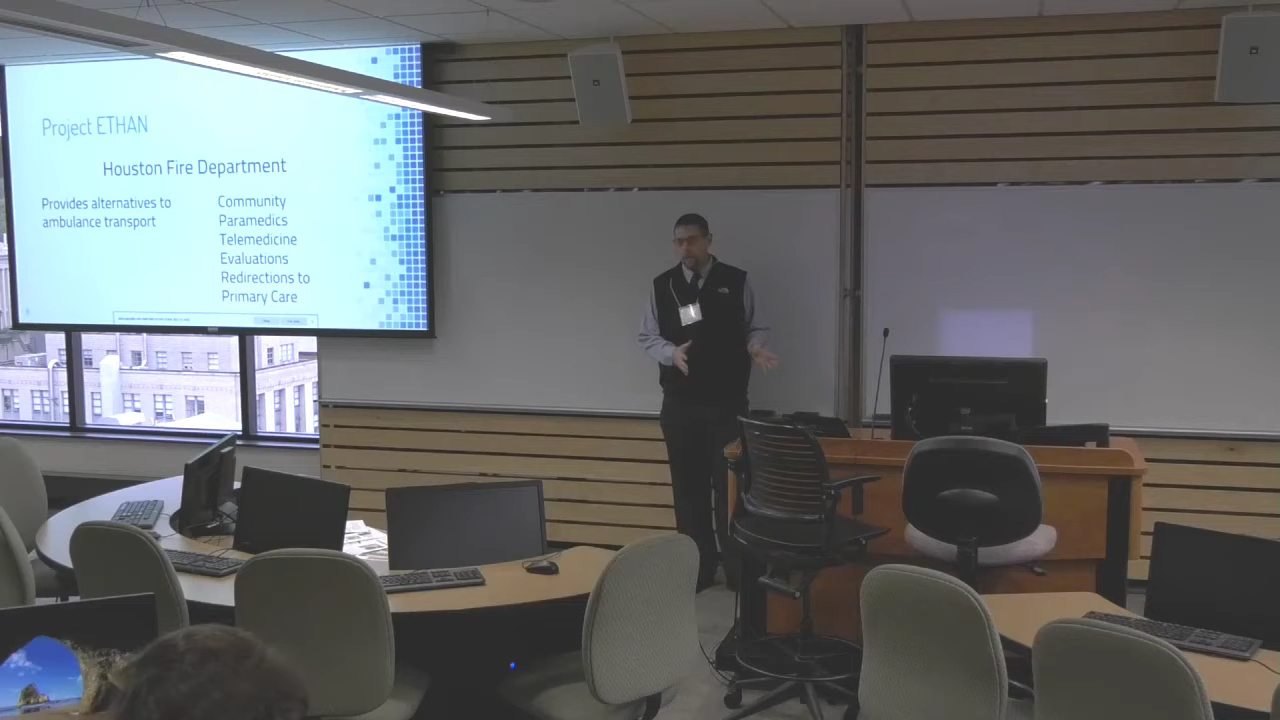 Project ETHAN
Houston Fire Department
Provides alternatives to
ambulance transport
Community
Paramedics
Telemedicine
Evaluations
Redirections to
Primary Care